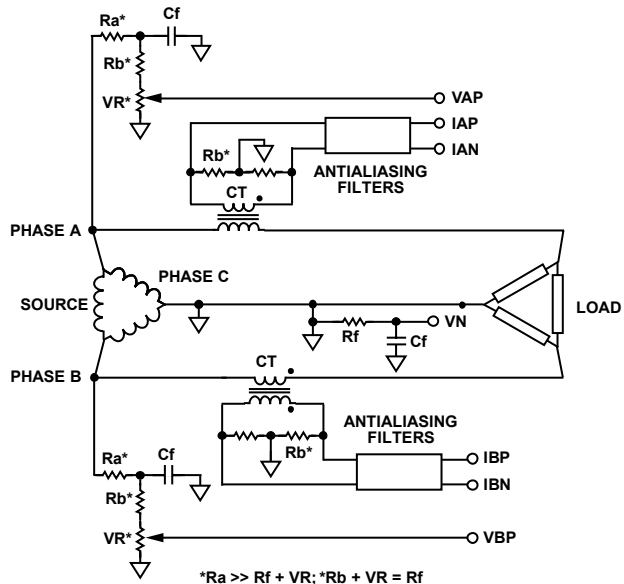 Ra*
Cf
Rb*
VR*
VAP
IAP
IAN
Rb*
ANTIALIASING
FILTERS
CT
PHASE A
PHASE C
SOURCE
LOAD
VN
Rf
Cf
PHASE B
CT
ANTIALIASING
FILTERS
Rb*
Ra*
Cf
IBP
IBN
Rb*
VR*
VBP
*Ra >> Rf + VR; *Rb + VR = Rf